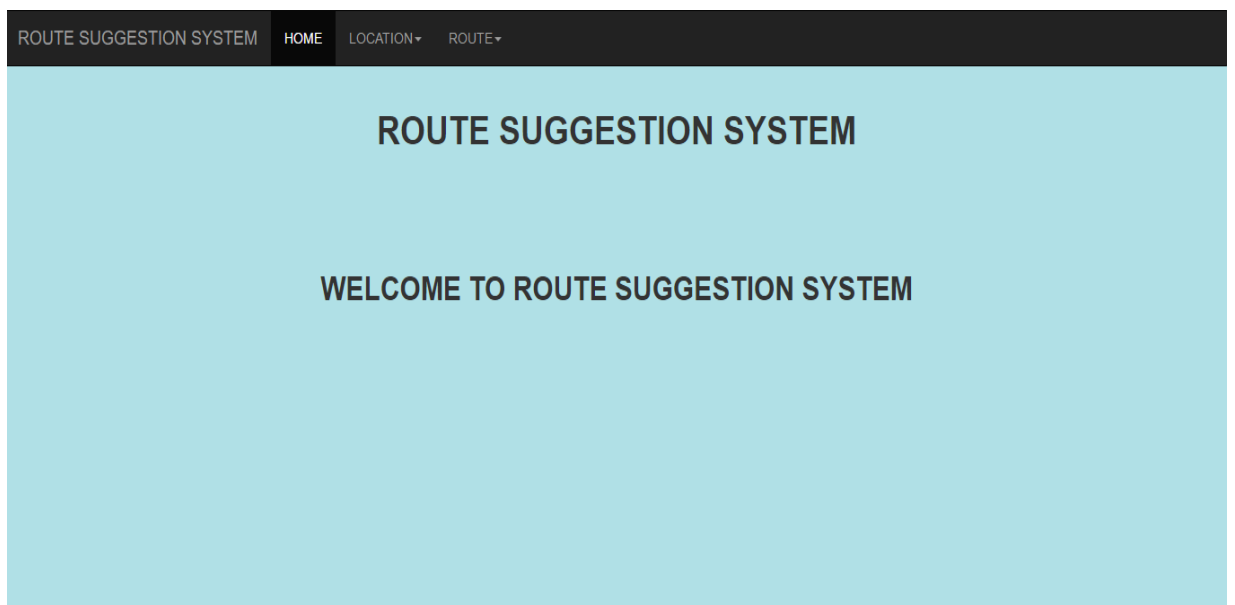 ROUTE SUGGESTION SYSTEM HOME LOCATION ROUTE
ROUTE SUGGESTION SYSTEM
WELCOME TO ROUTE SUGGESTION SYSTEM